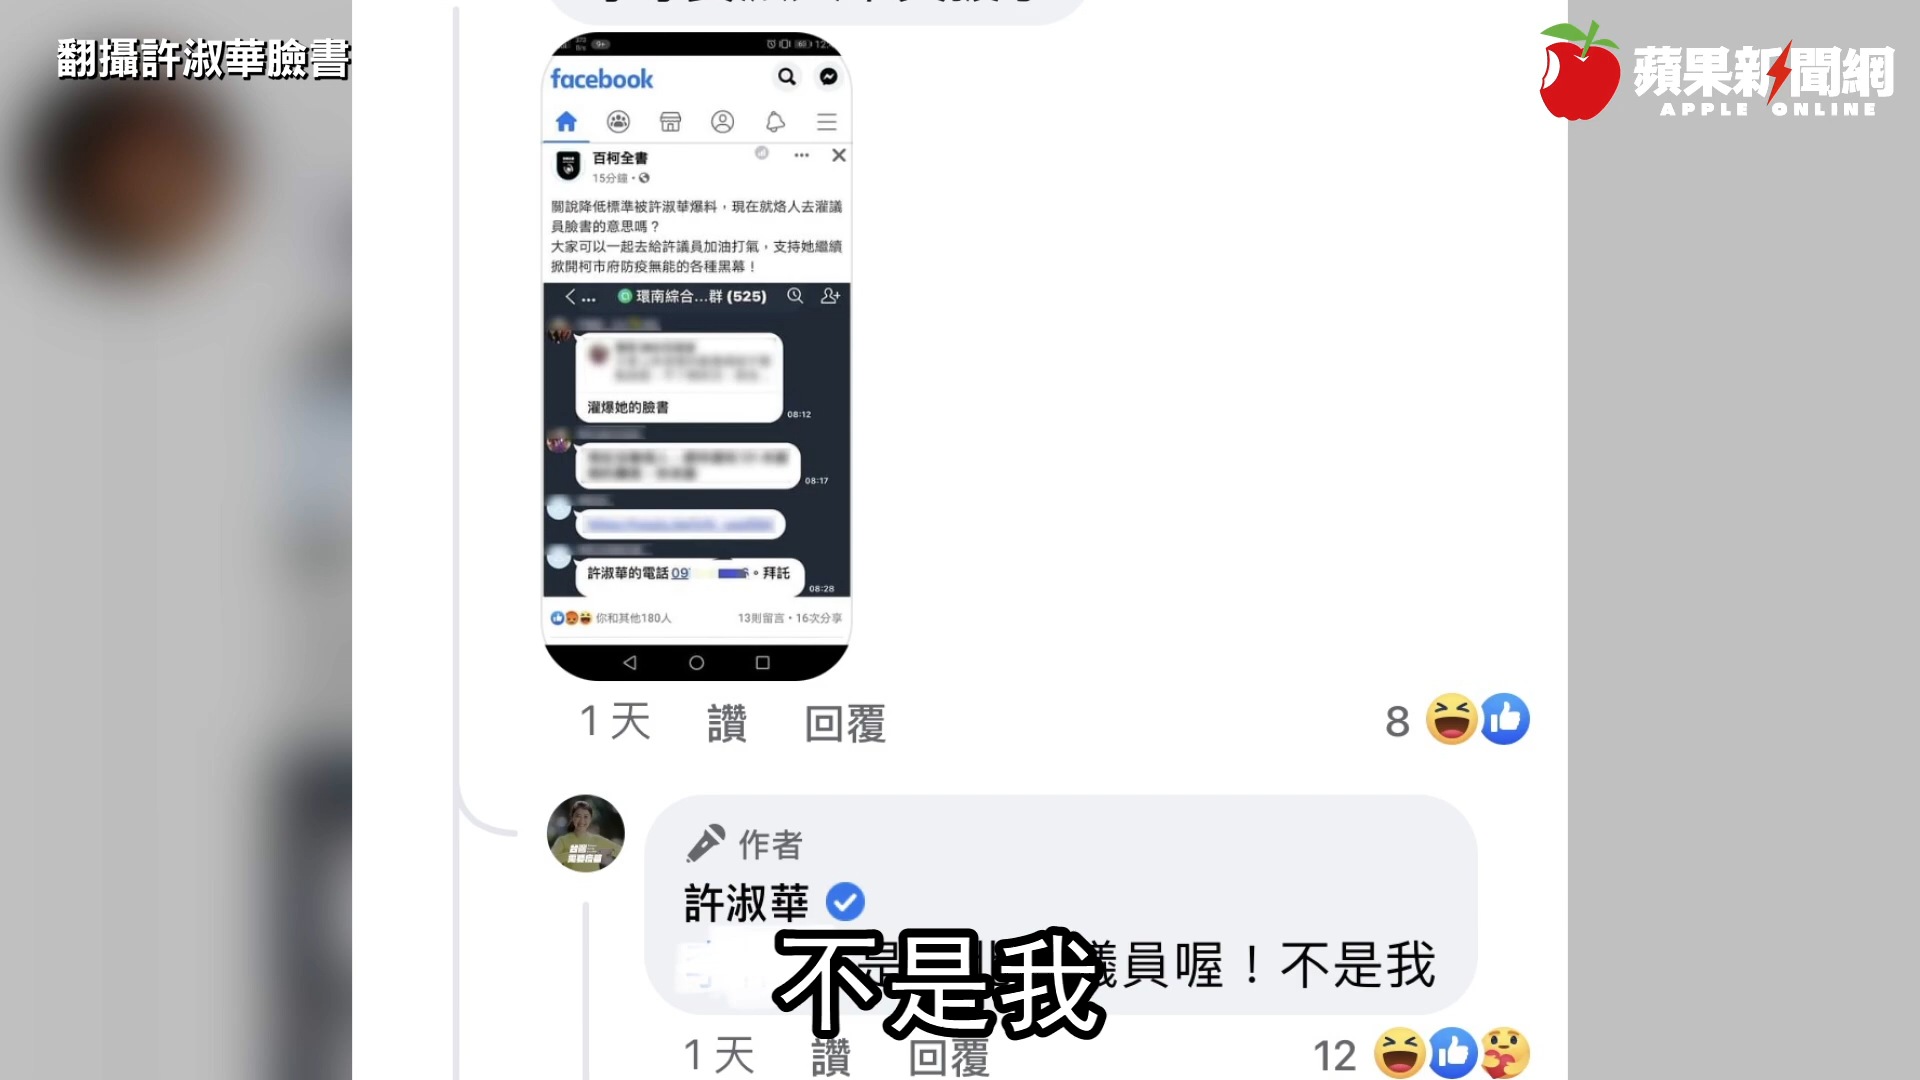 翻攝許淑華臉書
蘋果新聞網
APPLE ONLINE
9+
facebook
百柯全書
15分鐘・
關說降低標準被許淑華爆料，現在就烙人去灌議
員臉書的意思嗎？
大家可以一起去給許議員加油打氣，支持她繼續
掀開柯市府防疫無能的各種黑幕！
環南綜合...群 (525)
灌爆她的臉書
08:12
08:17
許淑華的電話09 。拜託
08:28
你和其他180人
13則留言・16次分享
1 天 讚 回覆
8
作者
許淑華
議員喔！不是我
不是我
1 天 讚 回覆
12